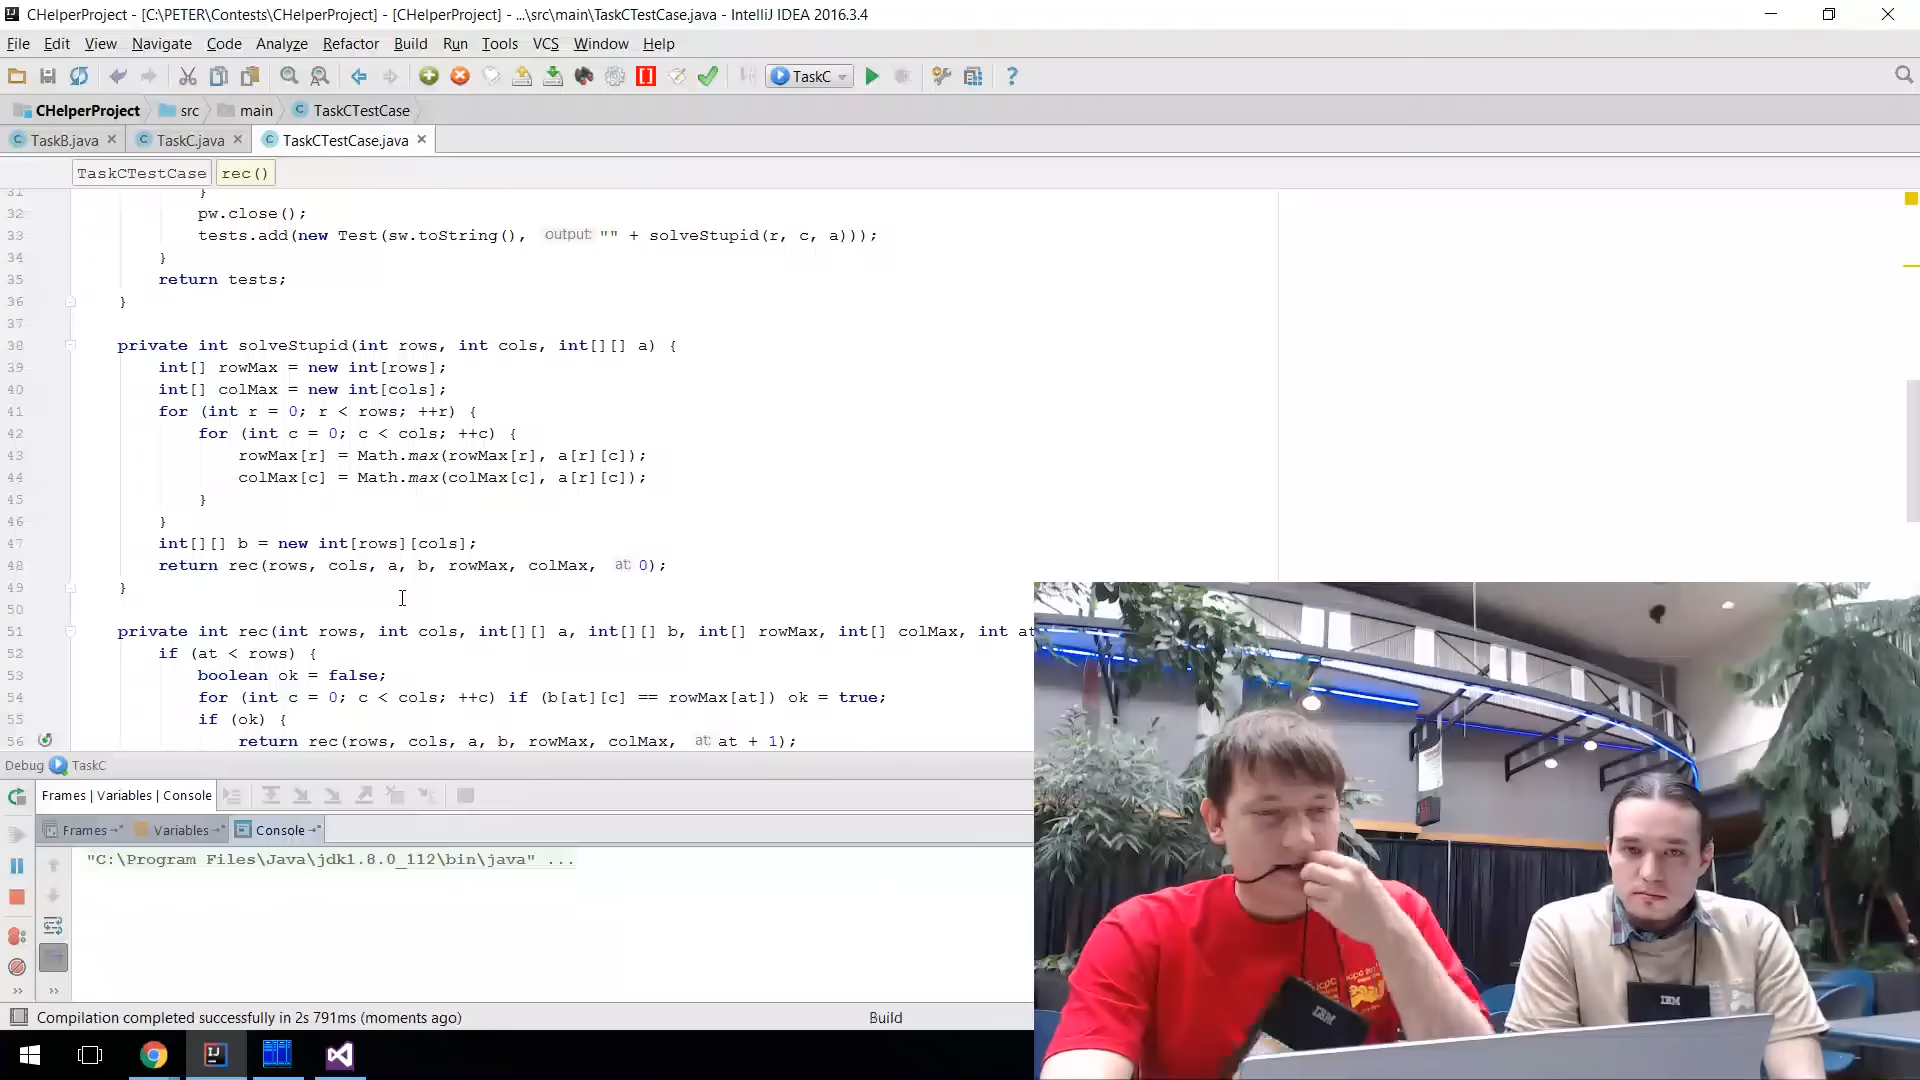 CHelperProject - [C:\PETER\Contests\CHelperProject] - [CHelperProject] - ...\src\main\TaskCTestCase.java - IntelliJ IDEA 2016.3.4
File Edit View Navigate Code Analyze Refactor Build Run Tools VCS Window Help
TaskC
CHelperProject src main TaskCTestCase
TaskB.java TaskC.java TaskCTestCase.java
TaskCTestCase rec()
31 }
32 pw.close();
33 tests.add(new Test(sw.toString(), output: "" + solveStupid(r, c, a)));
34 }
35 return tests;
36 }
37
38 private int solveStupid(int rows, int cols, int[][] a) {
39 int[] rowMax = new int[rows];
40 int[] colMax = new int[cols];
41 for (int r = 0; r < rows; ++r) {
42 for (int c = 0; c < cols; ++c) {
43 rowMax[r] = Math.max(rowMax[r], a[r][c]);
44 colMax[c] = Math.max(colMax[c], a[r][c]);
45 }
46 }
47 int[][] b = new int[rows][cols];
48 return rec(rows, cols, a, b, rowMax, colMax, at: 0);
49 }
50
51 private int rec(int rows, int cols, int[][] a, int[][] b, int[] rowMax, int[] colMax, int at
52 if (at < rows) {
53 boolean ok = false;
54 for (int c = 0; c < cols; ++c) if (b[at][c] == rowMax[at]) ok = true;
55 if (ok) {
56 return rec(rows, cols, a, b, rowMax, colMax, at: at + 1);
Debug TaskC
Frames | Variables | Console
Frames Variables Console
"C:\Program Files\Java\jdk1.8.0_112\bin\java" ...
Compilation completed successfully in 2s 791ms (moments ago) Build
IBM
IBM